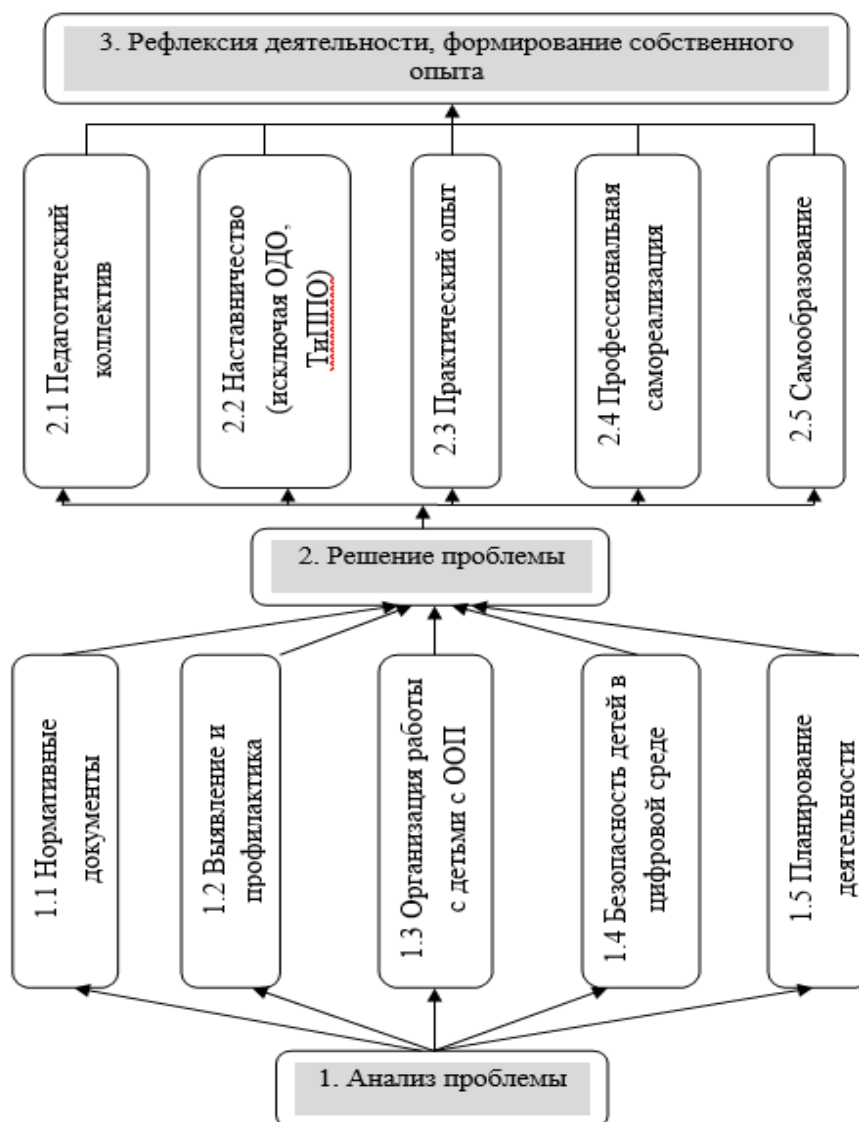 3. Рефлексия деятельности, формирование собственного
опыта
2.1 Педагогический
коллектив
2.2 Наставничество
(исключая ОДО,
ТиППО)
2.3 Практический опыт
2.4 Профессиональная
самореализация
2.5 Самообразование
2. Решение проблемы
1.1 Нормативные
документы
1.2 Выявление и
профилактика
1.3 Организация работы
с детьми с ООП
1.4 Безопасность детей в
цифровой среде
1.5 Планирование
деятельности
1. Анализ проблемы